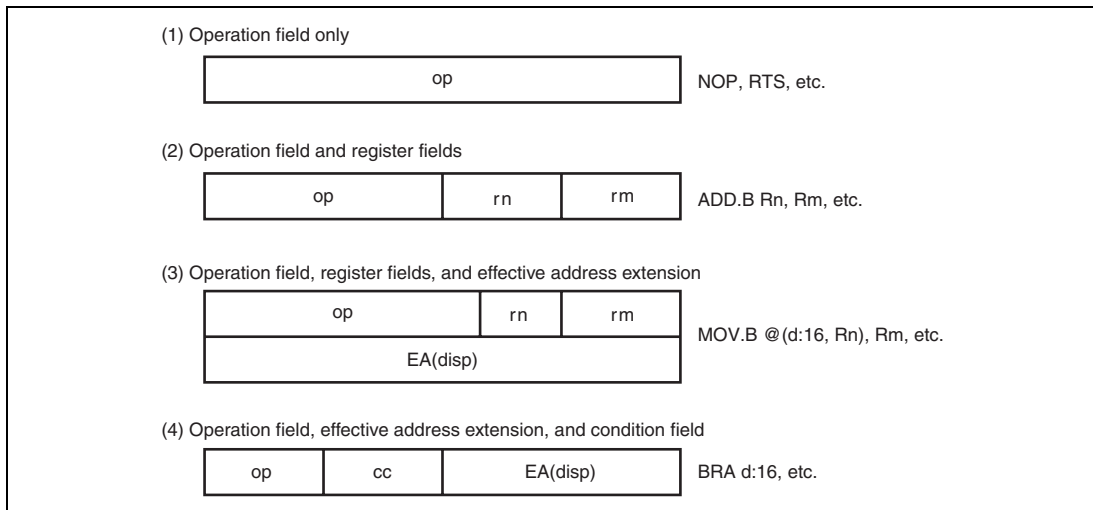 (1) Operation field only
op
NOP, RTS, etc.
(2) Operation field and register fields
op rn rm
ADD.B Rn, Rm, etc.
(3) Operation field, register fields, and effective address extension
op rn rm
EA(disp)
MOV.B @(d:16, Rn), Rm, etc.
(4) Operation field, effective address extension, and condition field
op cc EA(disp)
BRA d:16, etc.